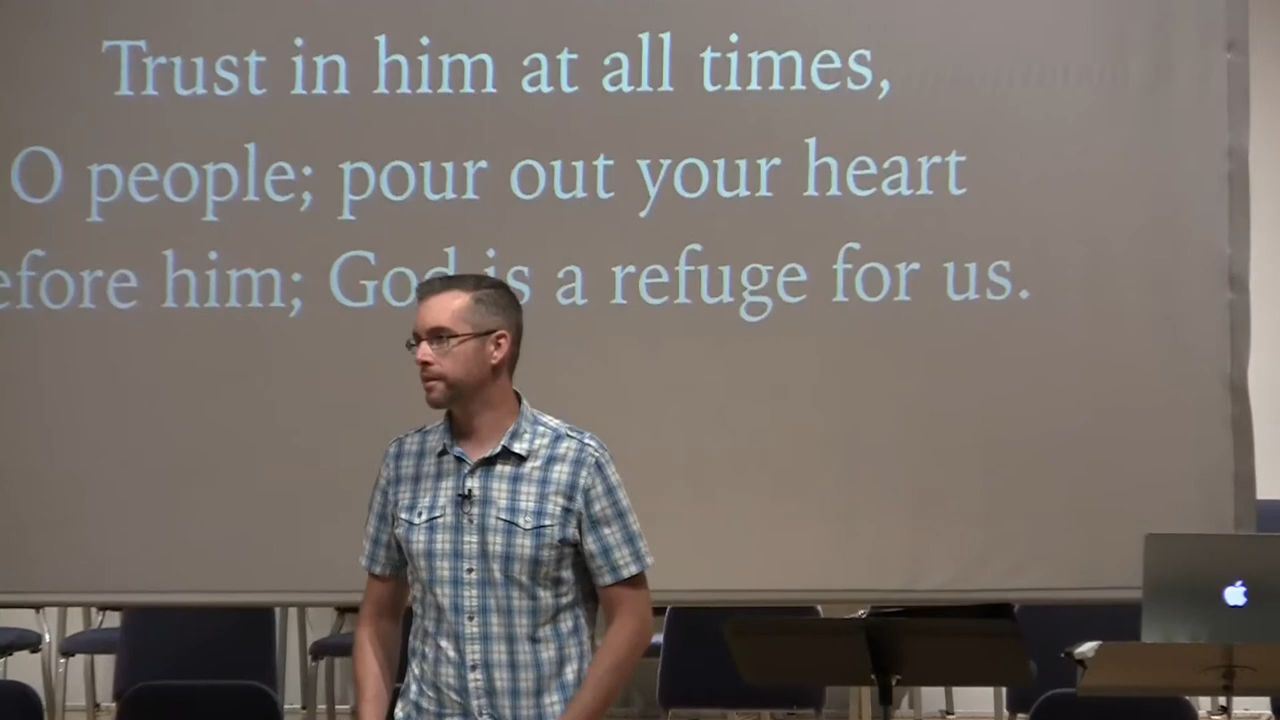 Trust in him at all times,
O people; pour out your heart
efore him; God is a refuge for us.